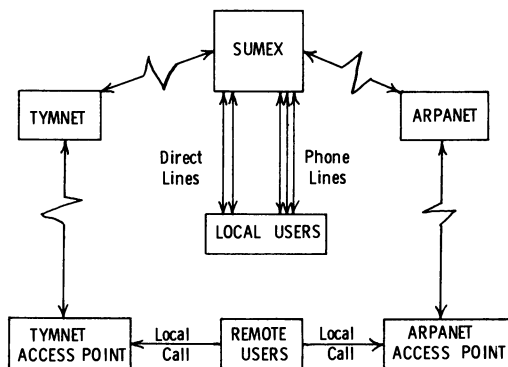 SUMEX
TYMNET
ARPANET
Direct
Lines
Phone
Lines
LOCAL USERS
TYMNET
ACCESS POINT
Local
Call
REMOTE
USERS
Local
Call
ARPANET
ACCESS POINT